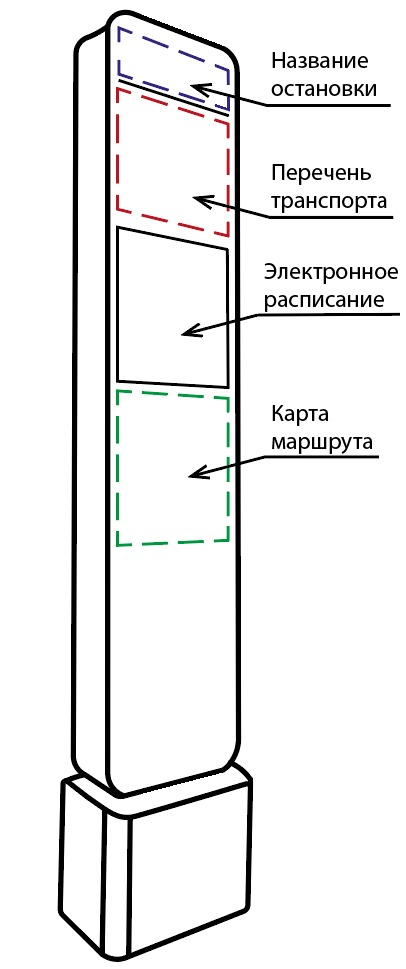 Название
остановки
Перечень
транспорта
Электронное
расписание
Карта
маршрута